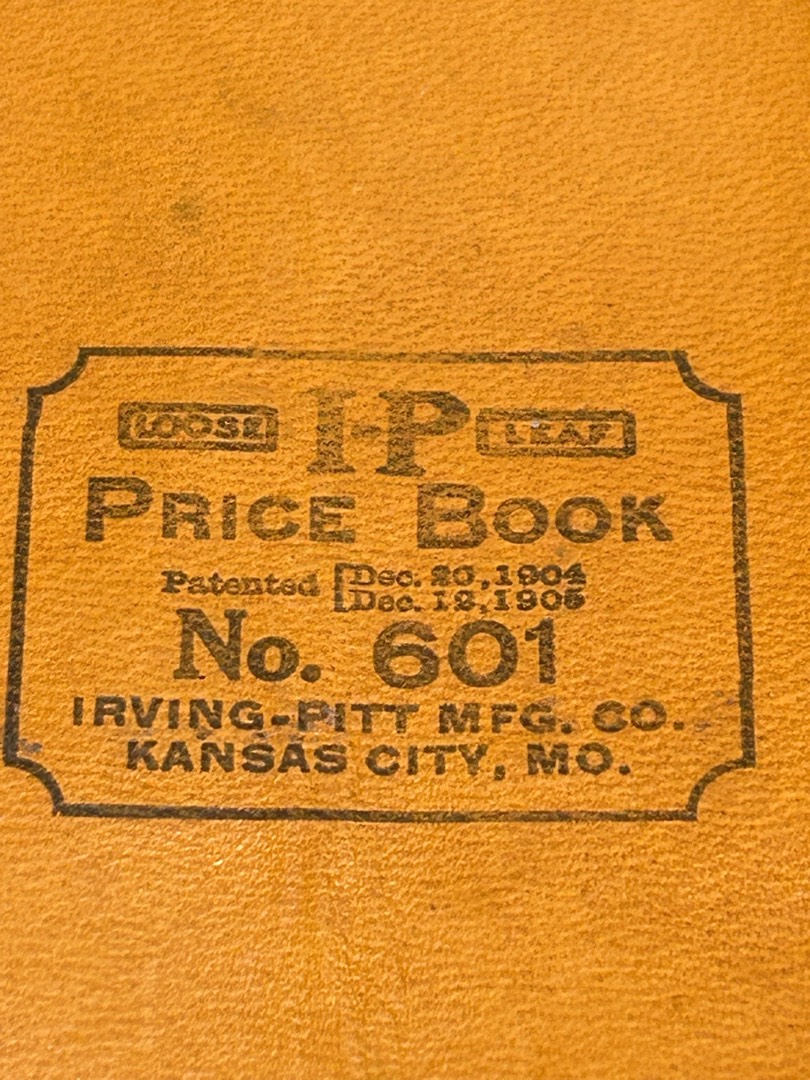 LOOSE I-P LEAF
PRICE BOOK
Patented [Dec. 20, 1904
Dec. 12, 1905
No. 601
IRVING-PITT MFG. CO.
KANSAS CITY, MO.